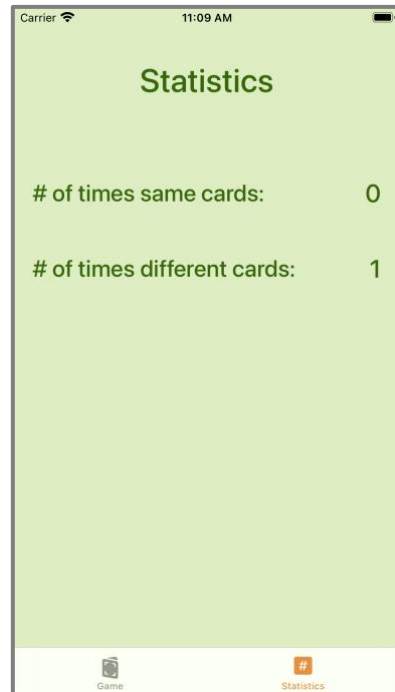 Carrier 11:09 AM
Statistics
# of times same cards: 0
# of times different cards: 1
#
Game Statistics